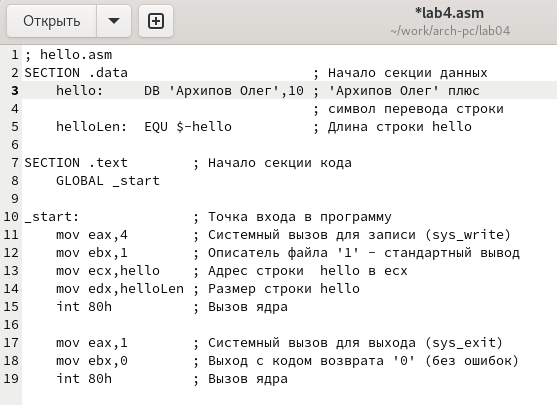 Открыть
*lab4.asm
~/work/arch-pc/lab04
1 ; hello.asm
2 SECTION .data ; Начало секции данных
3 hello: DB 'Архипов Олег',10 ; 'Архипов Олег' плюс
4 ; символ перевода строки
5 helloLen: EQU $-hello ; Длина строки hello
6
7 SECTION .text ; Начало секции кода
8 GLOBAL _start
9
10 _start: ; Точка входа в программу
11 mov eax,4 ; Системный вызов для записи (sys_write)
12 mov ebx,1 ; Описатель файла '1' - стандартный вывод
13 mov ecx,hello ; Адрес строки hello в ecx
14 mov edx,helloLen ; Размер строки hello
15 int 80h ; Вызов ядра
16
17 mov eax,1 ; Системный вызов для выхода (sys_exit)
18 mov ebx,0 ; Выход с кодом возврата '0' (без ошибок)
19 int 80h ; Вызов ядра